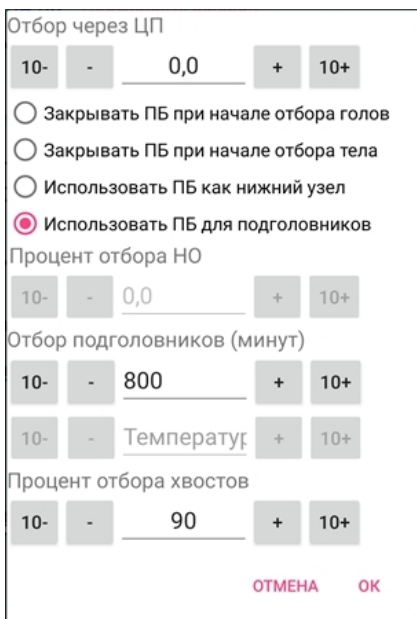 Отбор через ЦП
10- - 0,0 + 10+
Закрывать ПБ при начале отбора голов
Закрывать ПБ при начале отбора тела
Использовать ПБ как нижний узел
Использовать ПБ для подголовников
Процент отбора НО
10- - 0,0 + 10+
Отбор подголовников (минут)
10- - 800 + 10+
10- - Температур + 10+
Процент отбора хвостов
10- - 90 + 10+
ОТМЕНА ОК